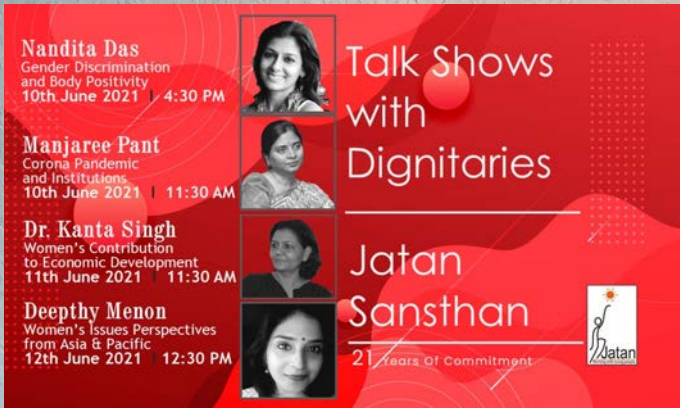 Nandita Das
Gender Discrimination
and Body Positivity
10th June 2021 | 4:30 PM
Manjaree Pant
Corona Pandemic
and Institutions
10th June 2021 | 11:30 AM
Dr. Kanta Singh
Women's Contribution
to Economic Development
11th June 2021 | 11:30 AM
Deepthy Menon
Women's Issues Perspectives
from Asia & Pacific
12th June 2021 | 12:30 PM
Talk Shows
with
Dignitaries
Jatan
Sansthan
21 Years Of Commitment
Jatan